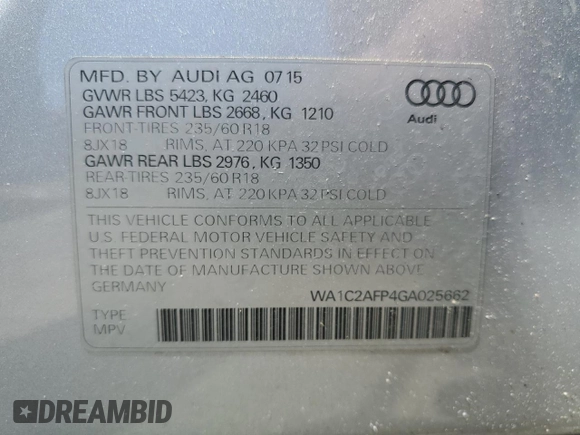 MFD. BY AUDI AG 07 15
GVWR LBS 5423, KG 2460
GAWR FRONT LBS 2668, KG 1210
FRONT-TIRES 235/60 R18
8JX18 RIMS, AT 220 KPA 32 PSI COLD
GAWR REAR LBS 2976, KG 1350
REAR-TIRES 235/60 R18
8JX18 RIMS, AT 220 KPA 32 PSI COLD
Audi
THIS VEHICLE CONFORMS TO ALL APPLICABLE
U.S. FEDERAL MOTOR VEHICLE SAFETY AND
THEFT PREVENTION STANDARDS IN EFFECT ON
THE DATE OF MANUFACTURE SHOWN ABOVE.
GERMANY
WA1C2AFP4GA025662
TYPE
MPV
DREAMBID